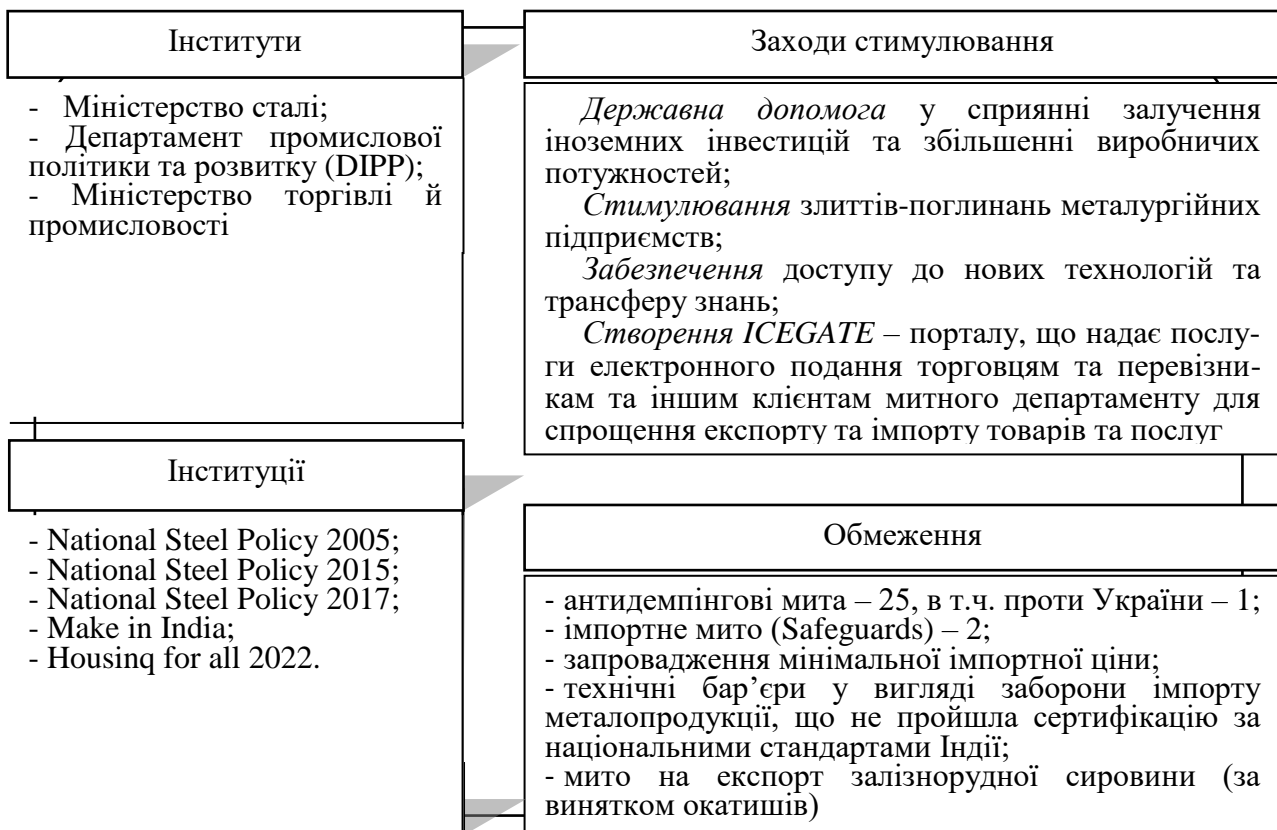 Інститути
- Міністерство сталі;
- Департамент промислової
політики та розвитку (DIPP);
- Міністерство торгівлі й
промисловості
Заходи стимулювання
Державна допомога у сприянні залучення
іноземних інвестицій та збільшенні виробничих
потужностей;
Стимулювання злиттів-поглинань металургійних
підприємств;
Забезпечення доступу до нових технологій та
трансферу знань;
Створення ICEGATE – порталу, що надає послу-
ги електронного подання торговцям та перевізни-
кам та іншим клієнтам митного департаменту для
спрощення експорту та імпорту товарів та послуг
Інституції
- National Steel Policy 2005;
- National Steel Policy 2015;
- National Steel Policy 2017;
- Make in India;
- Housinq for all 2022.
Обмеження
- антидемпінгові мита – 25, в т.ч. проти України – 1;
- імпортне мито (Safeguards) – 2;
- запровадження мінімальної імпортної ціни;
- технічні бар’єри у вигляді заборони імпорту
металопродукції, що не пройшла сертифікацію за
національними стандартами Індії;
- мито на експорт залізнорудної сировини (за
винятком окатишів)